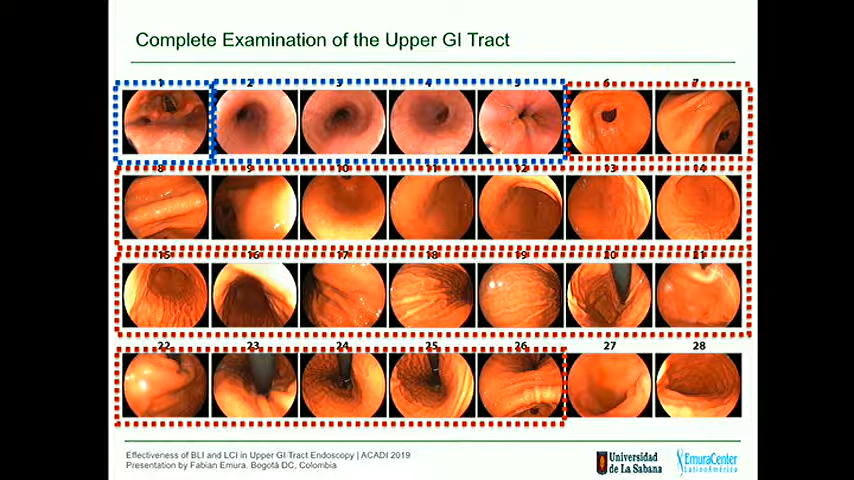 Complete Examination of the Upper GI Tract
1 2 3 4 5 6 7
8 9 10 11 12 13 14
15 16 17 18 19 20 21
22 23 24 25 26 27 28
Effectiveness of BLI and LCI in Upper GI Tract Endoscopy | ACADI 2019
Presentation by Fabian Emura. Bogotá DC, Colombia
Universidad
de La Sabana
EmuraCenter
LatinoAmérica